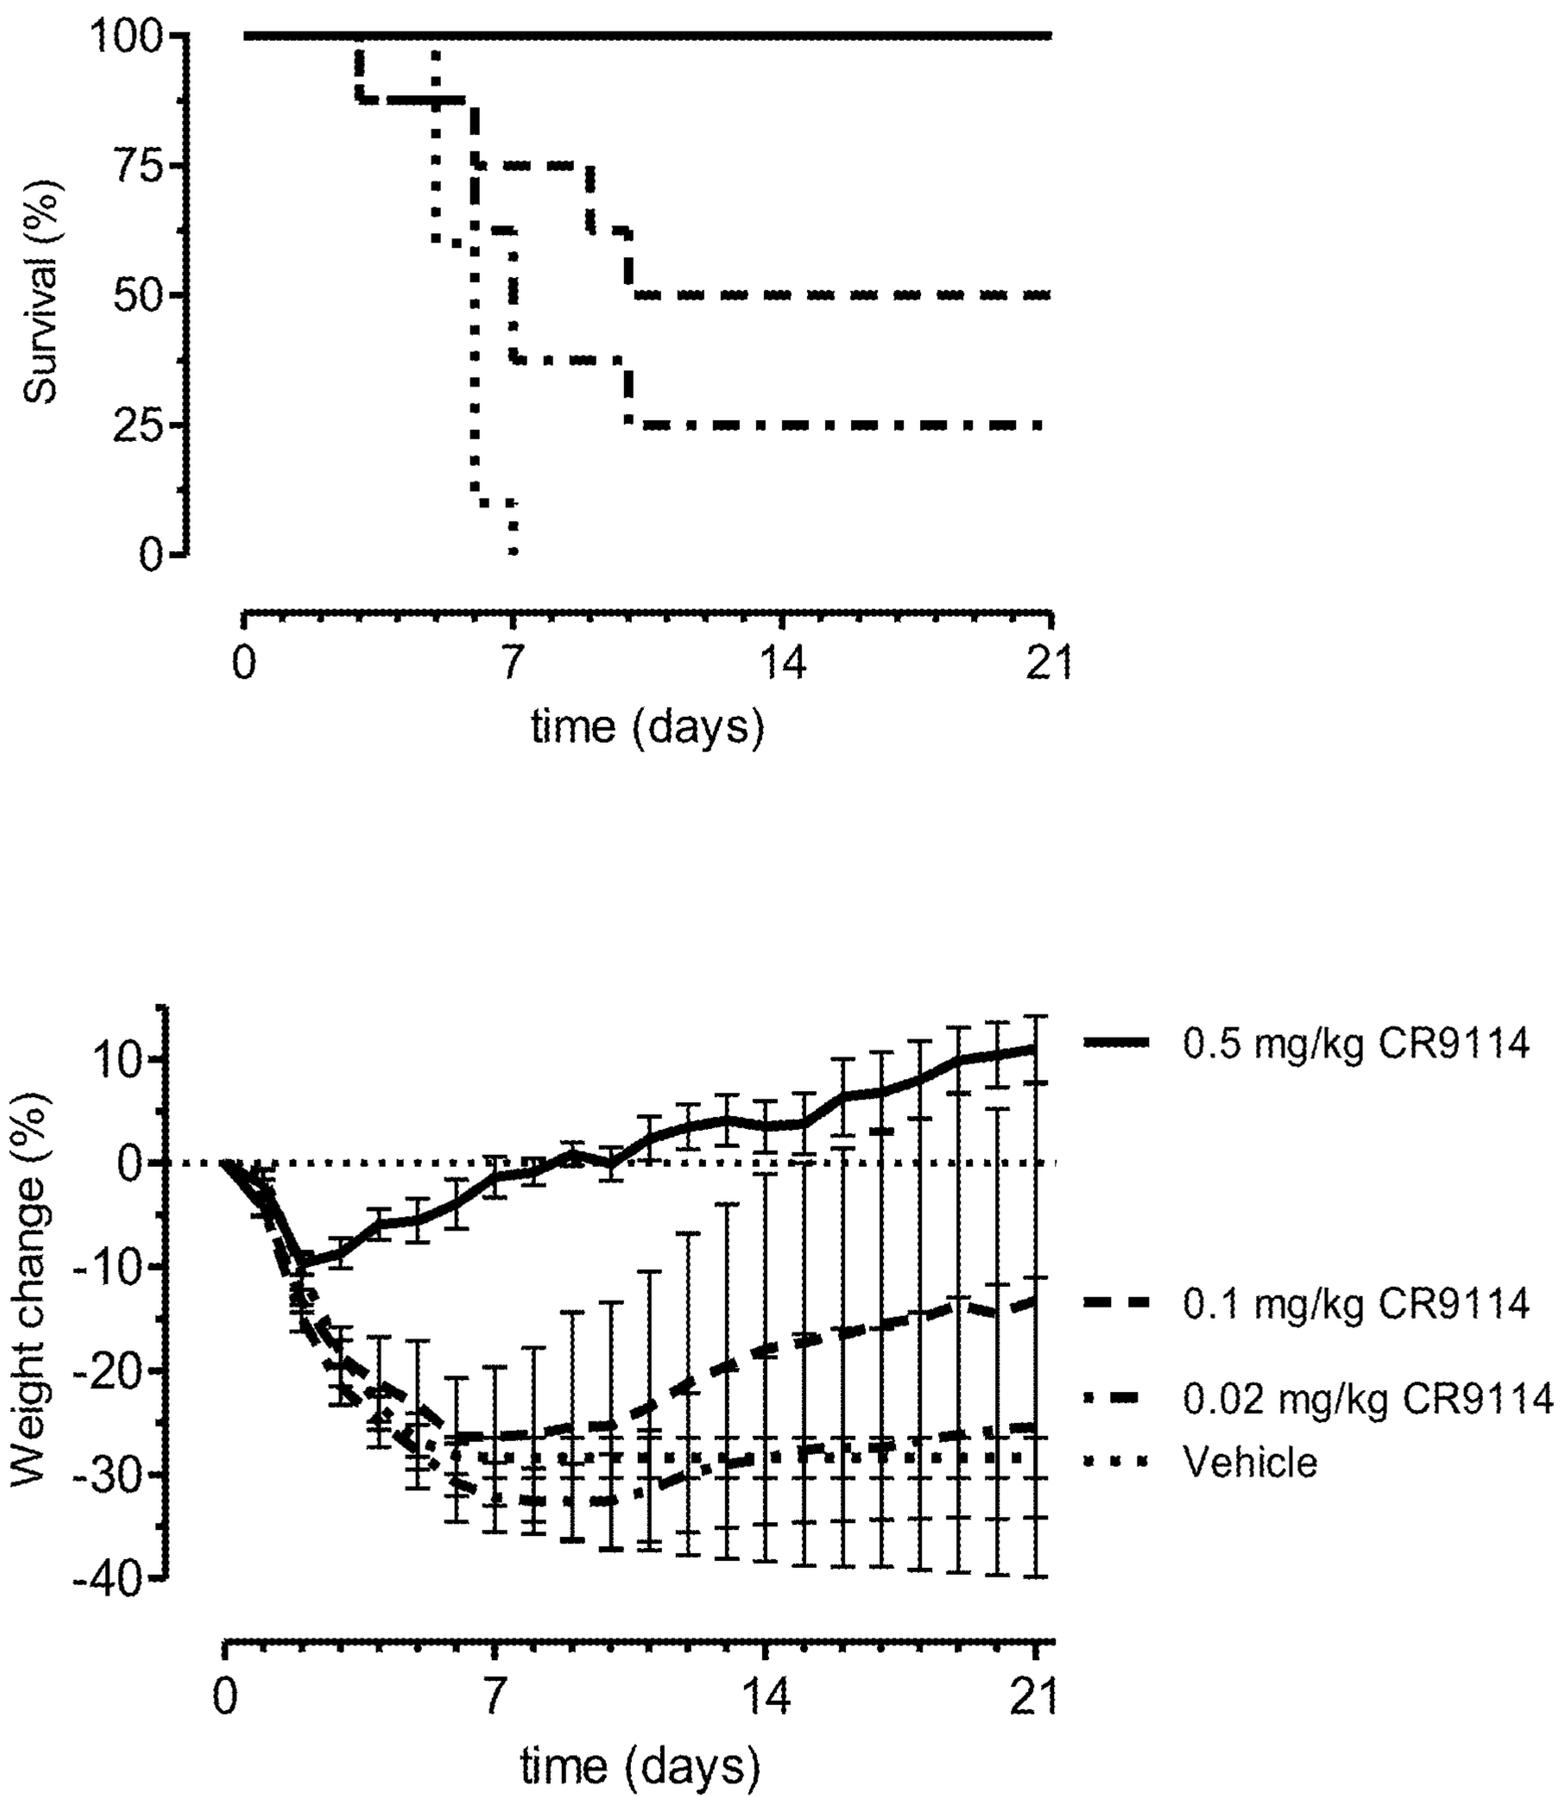 100
75
50
25
0
Survival (%)
0 7 14 21
time (days)
10
0
-10
-20
-30
-40
Weight change (%)
0 7 14 21
time (days)
0.5 mg/kg CR9114
0.1 mg/kg CR9114
0.02 mg/kg CR9114
Vehicle